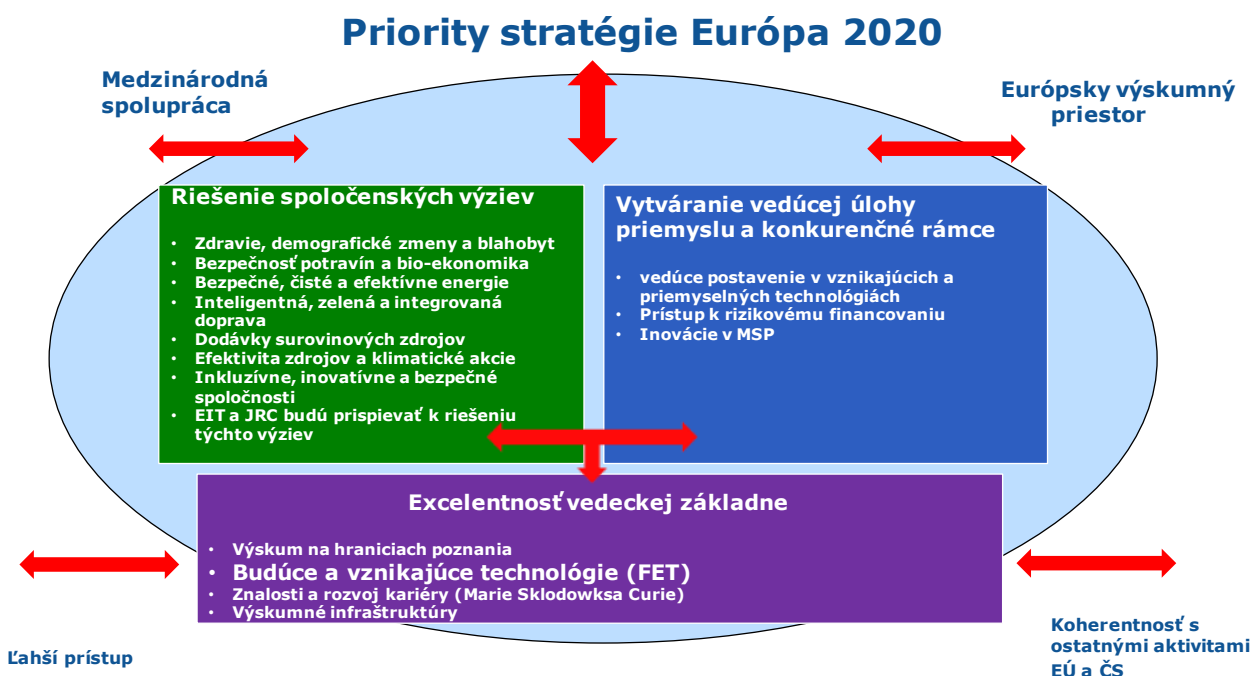 Priority stratégie Európa 2020
Medzinárodná
spolupráca
Európsky výskumný
priestor
Riešenie spoločenských výziev
• Zdravie, demografické zmeny a blahobyt
• Bezpečnosť potravín a bio-ekonomika
• Bezpečné, čisté a efektívne energie
• Inteligentná, zelená a integrovaná
doprava
• Dodávky surovinových zdrojov
• Efektivita zdrojov a klimatické akcie
• Inkluzívne, inovatívne a bezpečné
spoločnosti
• EIT a JRC budú prispievať k riešeniu
týchto výziev
Vytváranie vedúcej úlohy
priemyslu a konkurenčné rámce
• vedúce postavenie v vznikajúcich a
priemyselných technológiách
• Prístup k rizikovému financovaniu
• Inovácie v MSP
Excelentnosť vedeckej základne
• Výskum na hraniciach poznania
• Budúce a vznikajúce technológie (FET)
• Znalosti a rozvoj kariéry (Marie Sklodowksa Curie)
• Výskumné infraštruktúry
Ľahší prístup
Koherentnosť s
ostatnými aktivitami
EÚ a ČS